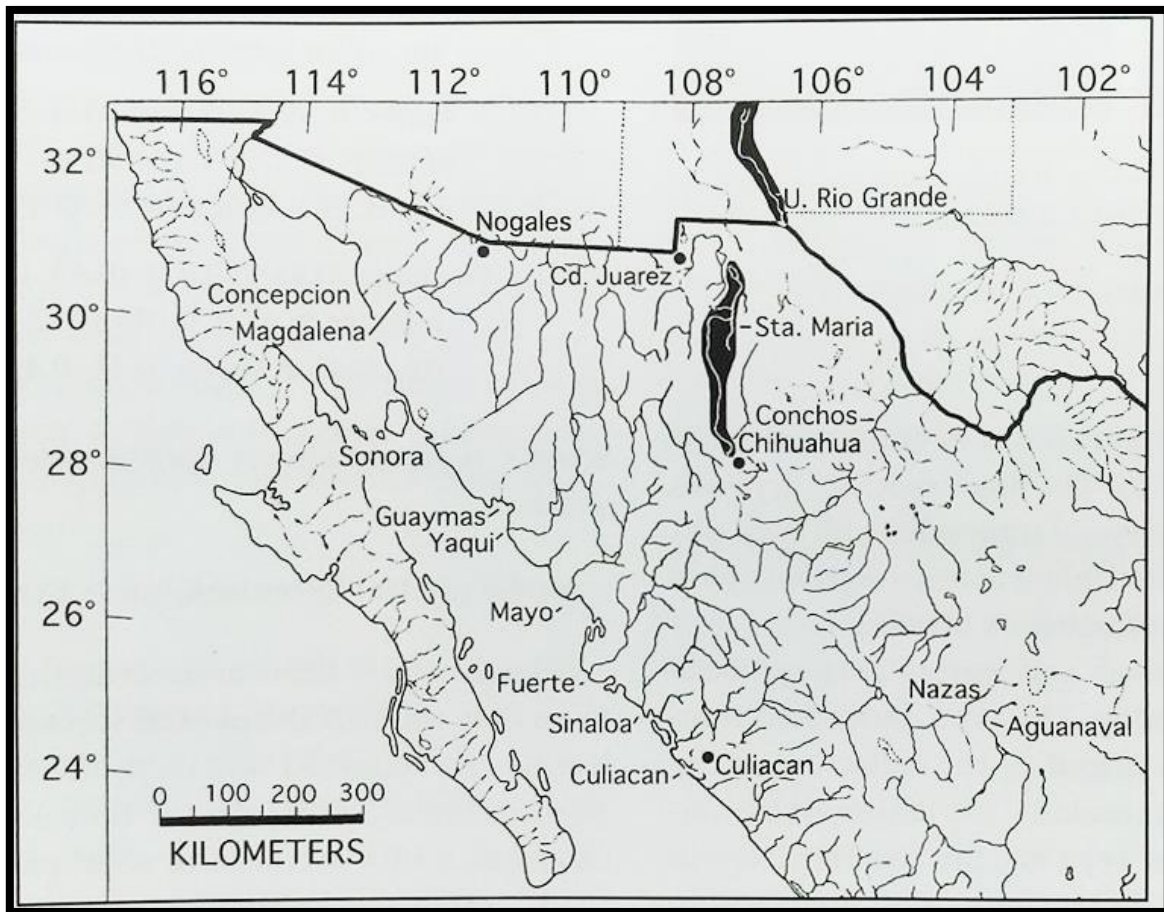 116° 114° 112° 110° 108° 106° 104° 102°
32°
U. Rio Grande
Nogales
Cd. Juarez
Concepcion
30°
Magdalena
Sta. Maria
Conchos
Chihuahua
Sonora
28°
Guaymas
Yaqui
26°
Mayo
Fuerte
Nazas
Sinaloa
Aguanaval
24°
Culiacan
Culiacan
0 100 200 300
KILOMETERS